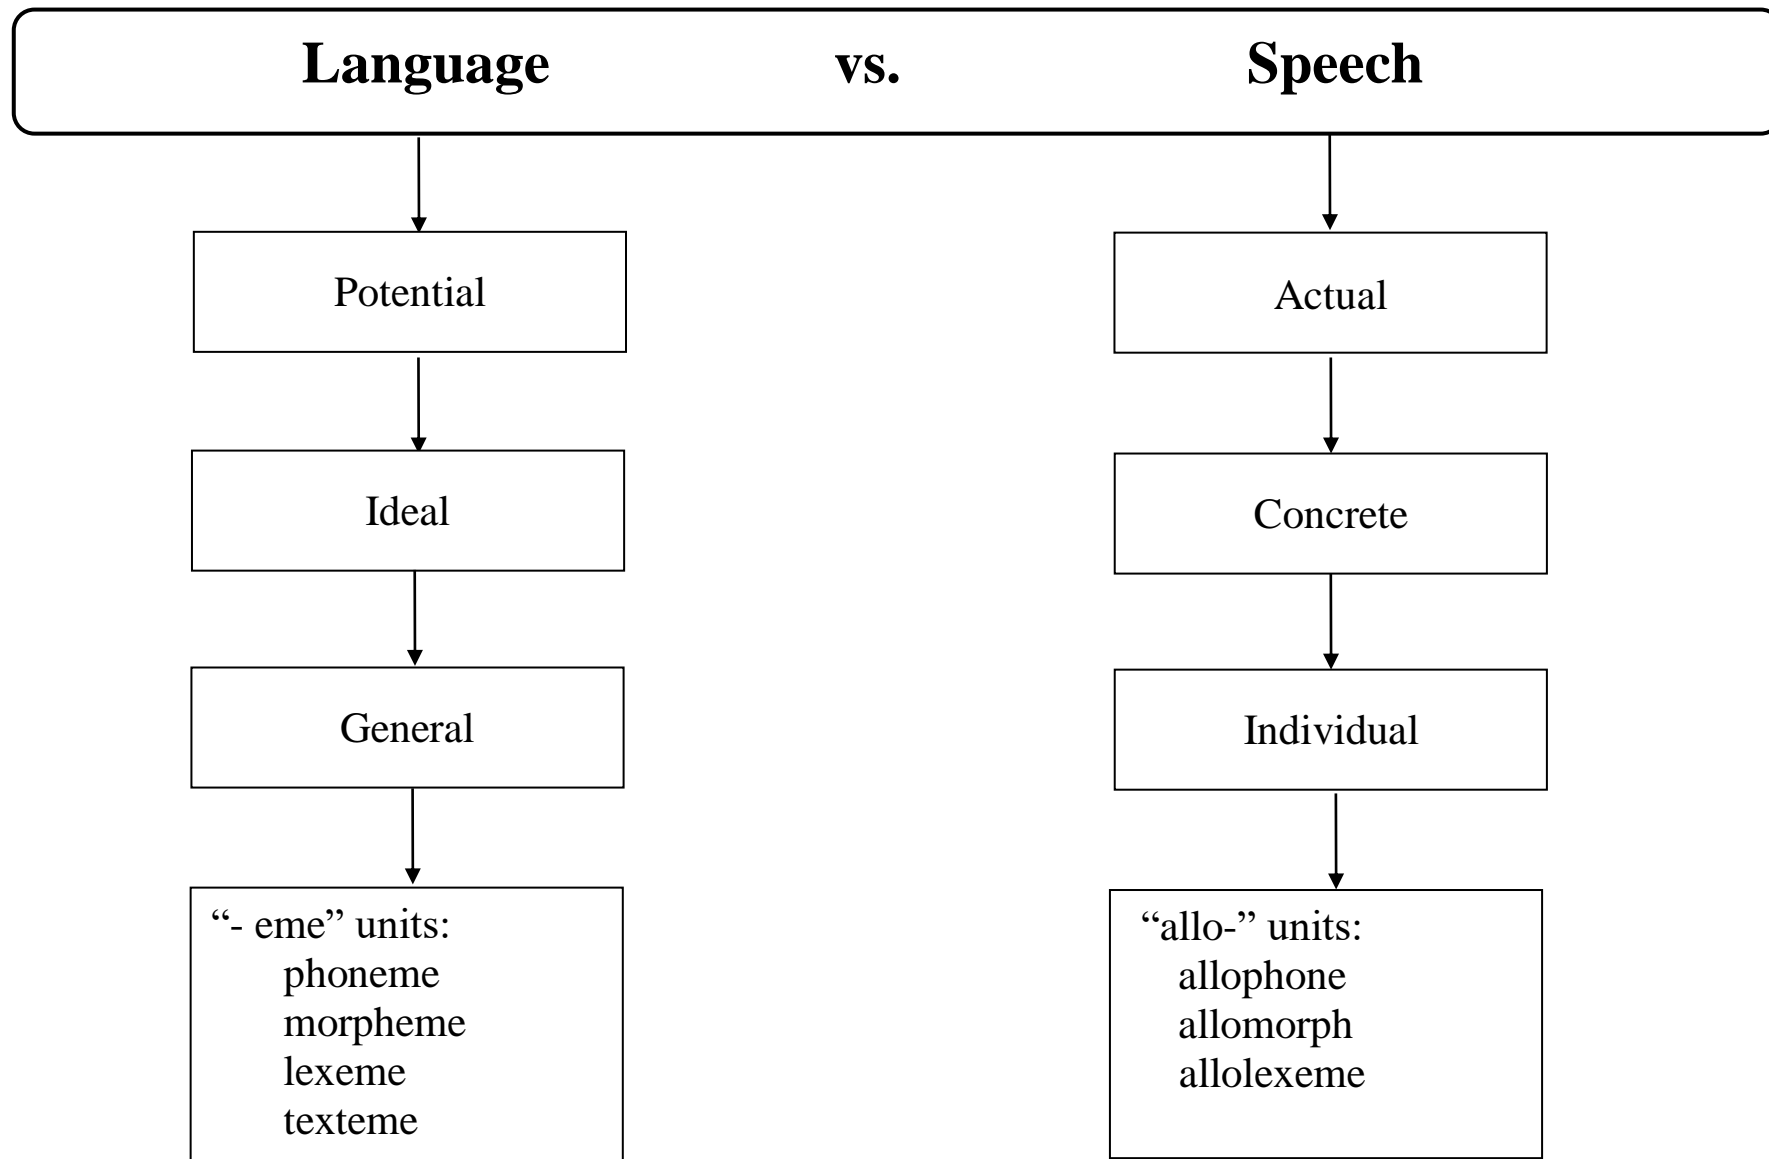 Language vs. Speech
Potential
Actual
Ideal
Concrete
General
Individual
“- eme” units:
phoneme
morpheme
lexeme
texteme
“allo-” units:
allophone
allomorph
allolexeme